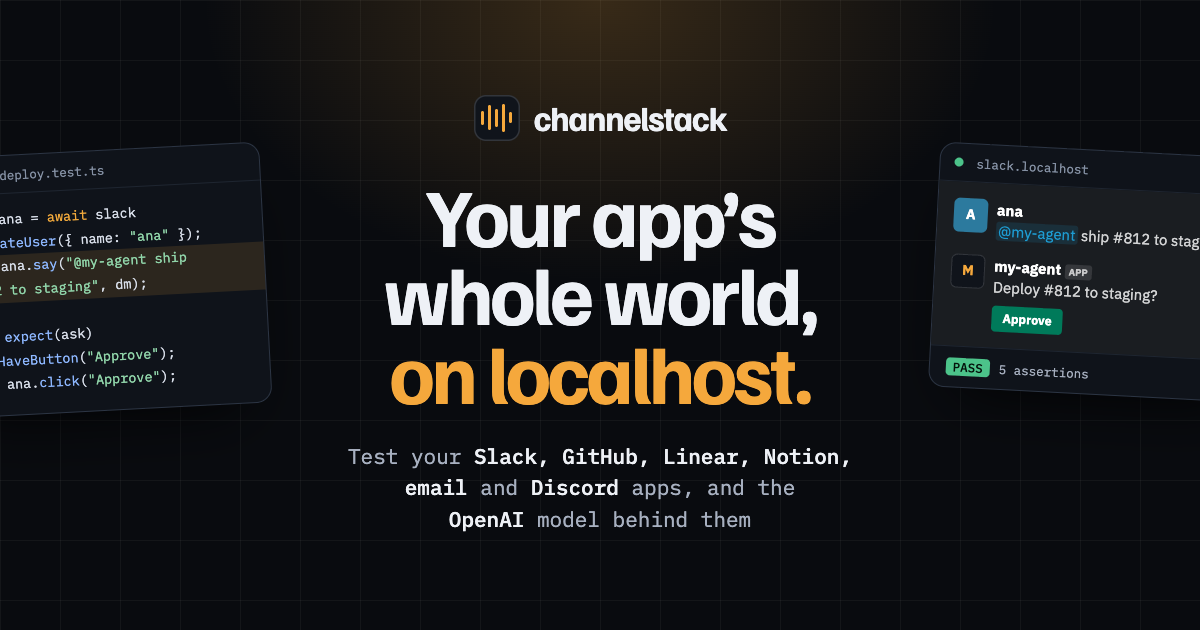 channelstack
Your app's
whole world,
on localhost.
Test your Slack, GitHub, Linear, Notion,
email and Discord apps, and the
OpenAI model behind them
deploy.test.ts
ana = await slack
ateUser({ name: "ana" });
ana.say("@my-agent ship
2 to staging", dm);
expect(ask)
HaveButton("Approve");
ana.click("Approve");
slack.localhost
A
ana
@my-agent ship #812 to stag
M
my-agent APP
Deploy #812 to staging?
Approve
PASS 5 assertions